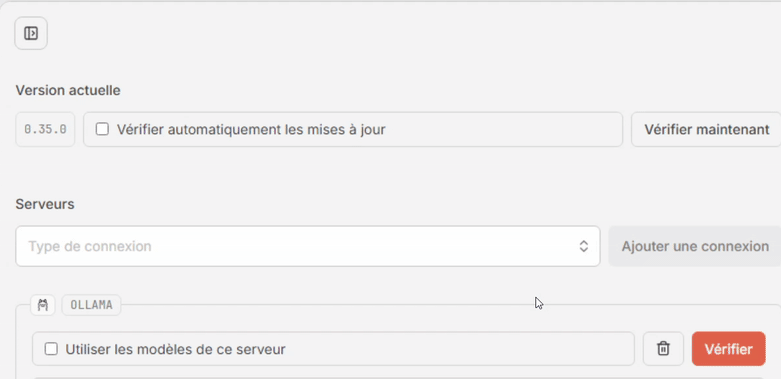 Version actuelle
0.35.0
Vérifier automatiquement les mises à jour
Vérifier maintenant
Serveurs
Type de connexion
Ajouter une connexion
OLLAMA
Utiliser les modèles de ce serveur
Vérifier